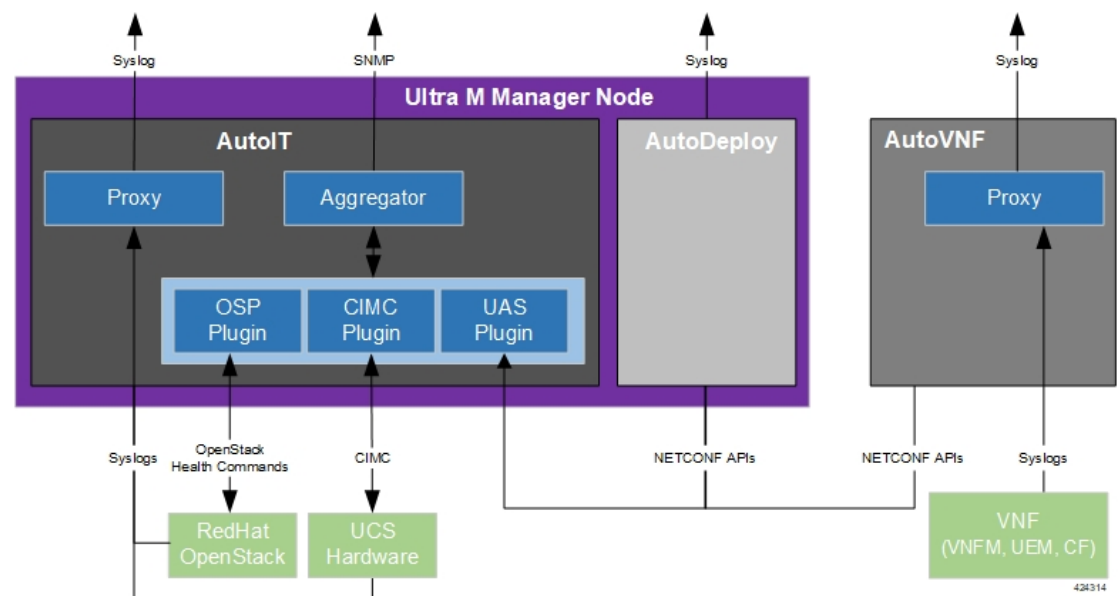 Syslog
SNMP
Syslog
Syslog
Ultra M Manager Node
AutoIT
AutoDeploy
AutoVNF
Proxy
Aggregator
Proxy
OSP
Plugin
CIMC
Plugin
UAS
Plugin
Syslogs
OpenStack
Health Commands
CIMC
NETCONF APIs
NETCONF APIs
Syslogs
RedHat
OpenStack
UCS
Hardware
VNF
(VNFM, UEM, CF)
424314